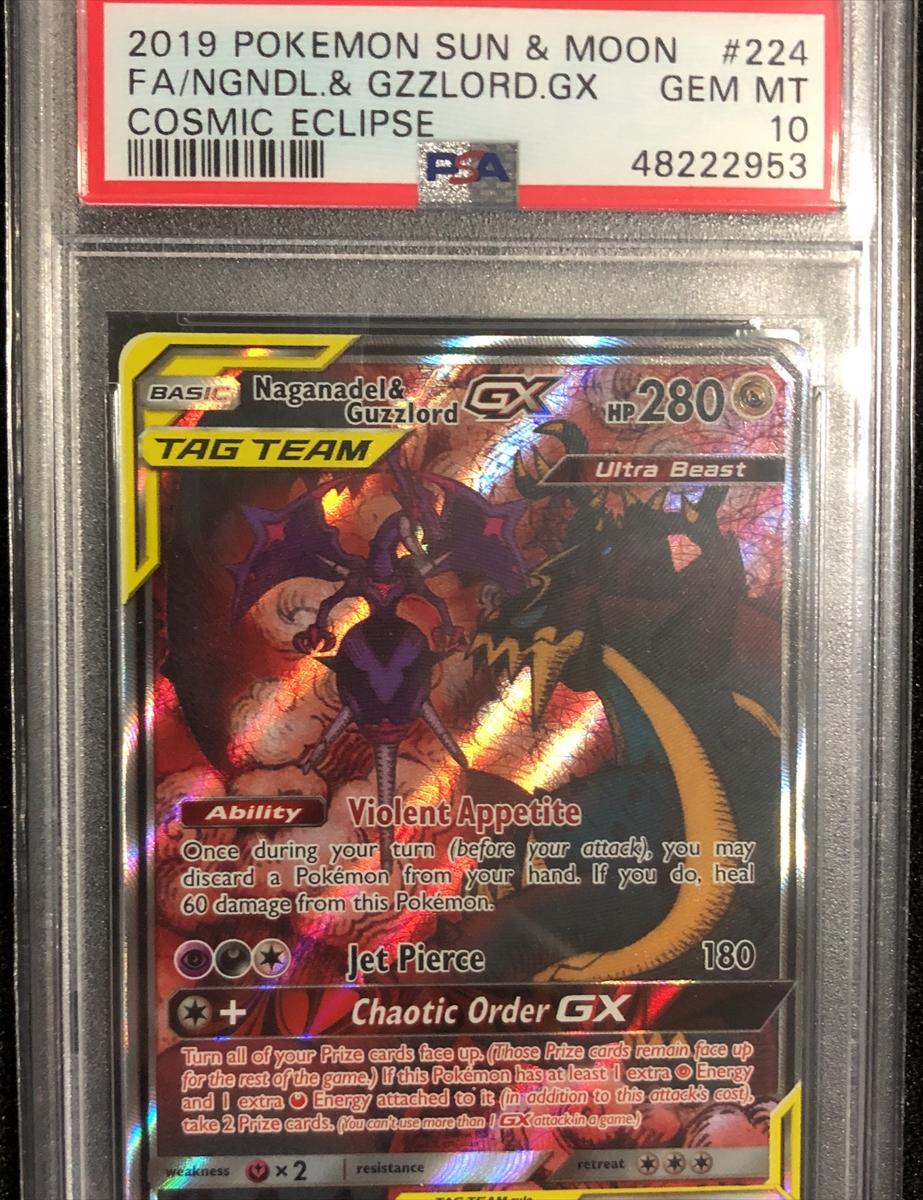 2019 POKEMON SUN & MOON #224
FA/NGNDL.& GZZLORD.GX GEM MT
COSMIC ECLIPSE 10
PSA 48222953
BASIC Naganadel& Guzzlord GX HP280
TAG TEAM
Ultra Beast
Ability Violent Appetite
Once during your turn (before your attack), you may
discard a Pokémon from your hand. If you do, heal
60 damage from this Pokémon.
Jet Pierce 180
+ Chaotic Order GX
Turn all of your Prize cards face up. (Those Prize cards remain face up
for the rest of the game.) If this Pokémon has at least 1 extra Energy
and 1 extra Energy attached to it (in addition to this attack's cost),
take 2 Prize cards. (You can't use more than 1 GX attack in a game.)
weakness ×2 resistance retreat
TAG TEAM rule